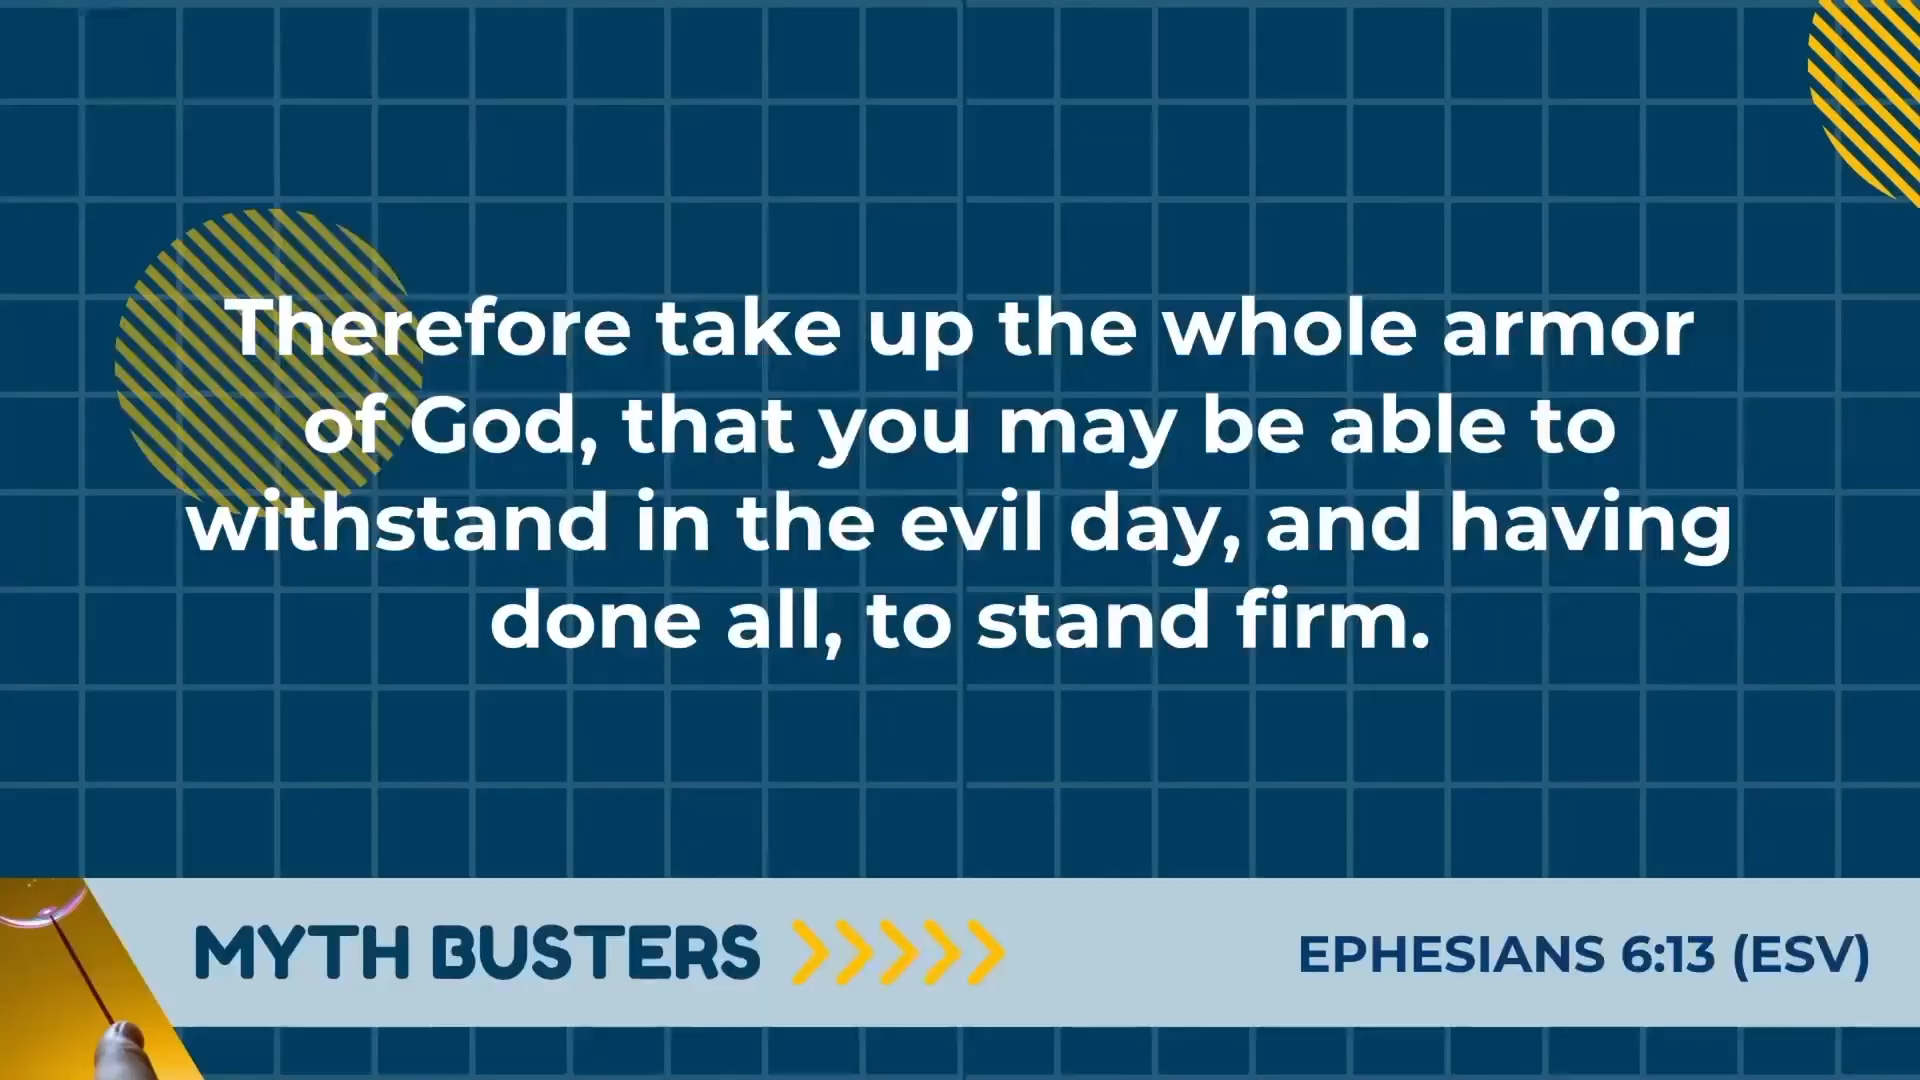 Therefore take up the whole armor
of God, that you may be able to
withstand in the evil day, and having
done all, to stand firm.
MYTH BUSTERS
EPHESIANS 6:13 (ESV)